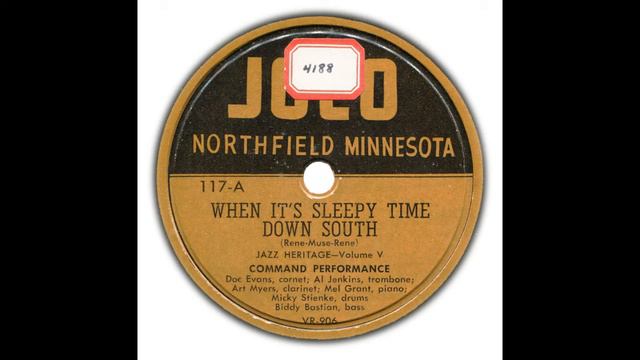 4188
JOCO
NORTHFIELD MINNESOTA
117-A
WHEN IT'S SLEEPY TIME
DOWN SOUTH
(Rene-Muse-Rene)
JAZZ HERITAGE—Volume V
COMMAND PERFORMANCE
Doc Evans, cornet; Al Jenkins, trombone;
Art Myers, clarinet; Mel Grant, piano;
Micky Stienke, drums
Biddy Bastian, bass
VR-906